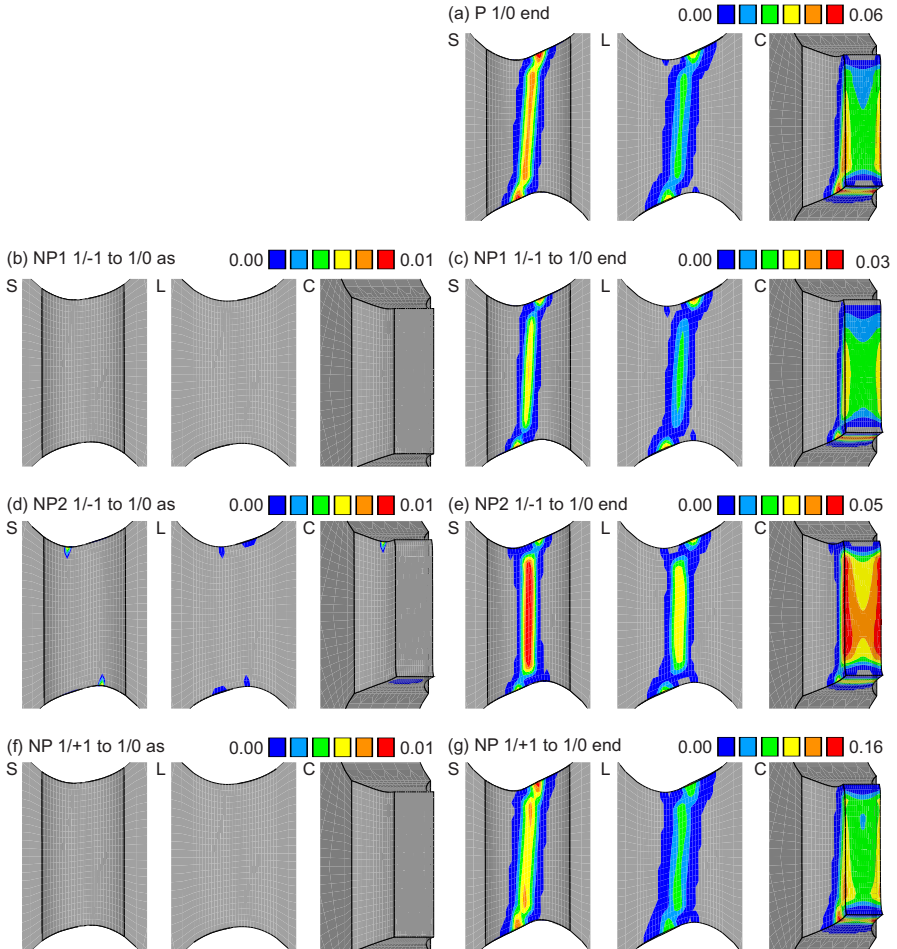 (a) P 1/0 end 0.00 0.06
S L C
(b) NP1 1/-1 to 1/0 as 0.00 0.01
S L C
(c) NP1 1/-1 to 1/0 end 0.00 0.03
S L C
(d) NP2 1/-1 to 1/0 as 0.00 0.01
S L C
(e) NP2 1/-1 to 1/0 end 0.00 0.05
S L C
(f) NP 1/+1 to 1/0 as 0.00 0.01
S L C
(g) NP 1/+1 to 1/0 end 0.00 0.16
S L C